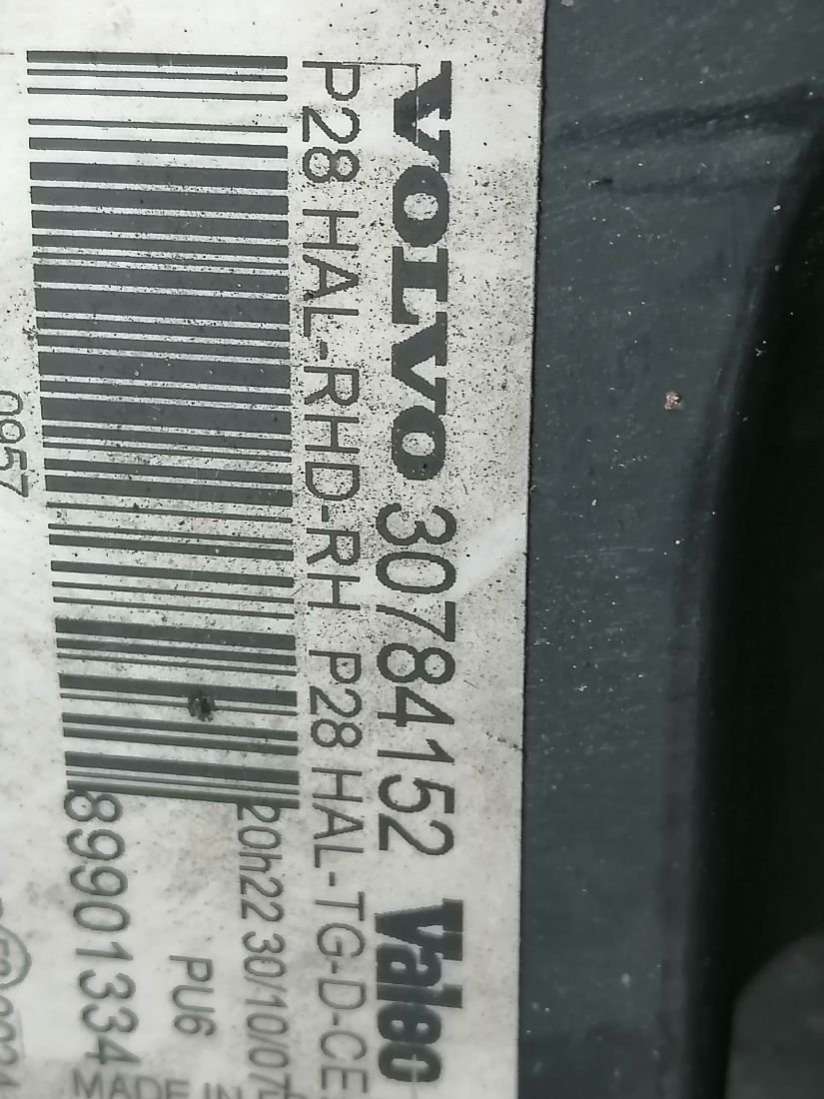 VOLVO 30784152 Valeo
P28 HAL-RHD-RH P28 HAL-TG-D-CE
20h22 30/10/07
PU6
89901334
MADE IN
0957